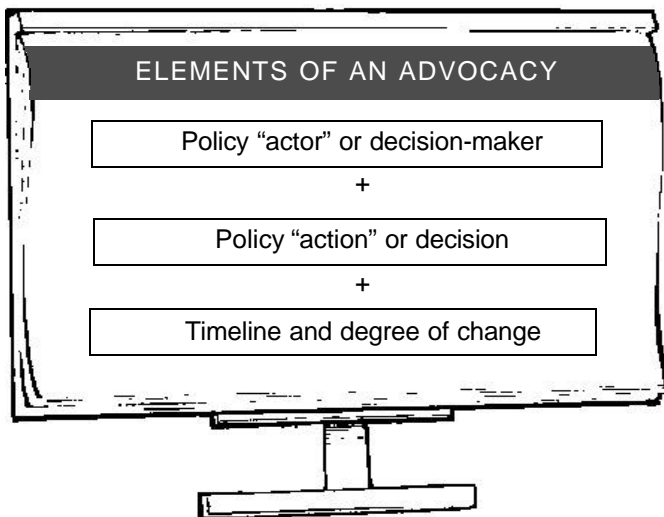 ELEMENTS OF AN ADVOCACY
Policy “actor” or decision-maker
+
Policy “action” or decision
+
Timeline and degree of change